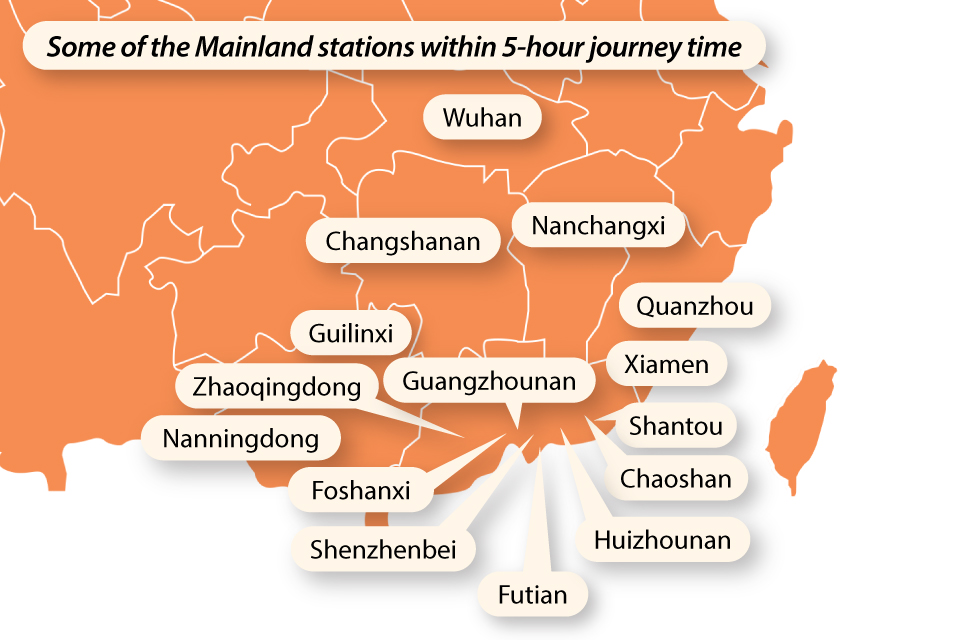 Some of the Mainland stations within 5-hour journey time
Wuhan
Nanchangxi
Changshanan
Quanzhou
Guilinxi
Xiamen
Guangzhounan
Zhaoqingdong
Shantou
Nanningdong
Chaoshan
Foshanxi
Huizhounan
Shenzhenbei
Futian